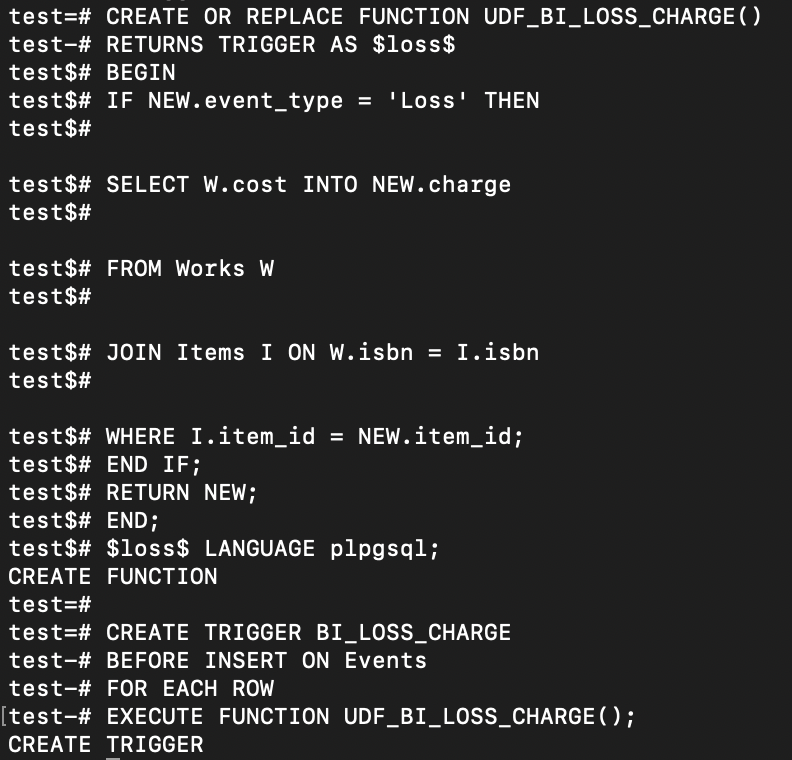 test=# CREATE OR REPLACE FUNCTION UDF_BI_LOSS_CHARGE()
test-# RETURNS TRIGGER AS $loss$
test$# BEGIN
test$# IF NEW.event_type = 'Loss' THEN
test$#
test$# SELECT W.cost INTO NEW.charge
test$#
test$# FROM Works W
test$#
test$# JOIN Items I ON W.isbn = I.isbn
test$#
test$# WHERE I.item_id = NEW.item_id;
test$# END IF;
test$# RETURN NEW;
test$# END;
test$# $loss$ LANGUAGE plpgsql;
CREATE FUNCTION
test=#
test=# CREATE TRIGGER BI_LOSS_CHARGE
test-# BEFORE INSERT ON Events
test-# FOR EACH ROW
[test-# EXECUTE FUNCTION UDF_BI_LOSS_CHARGE();
CREATE TRIGGER